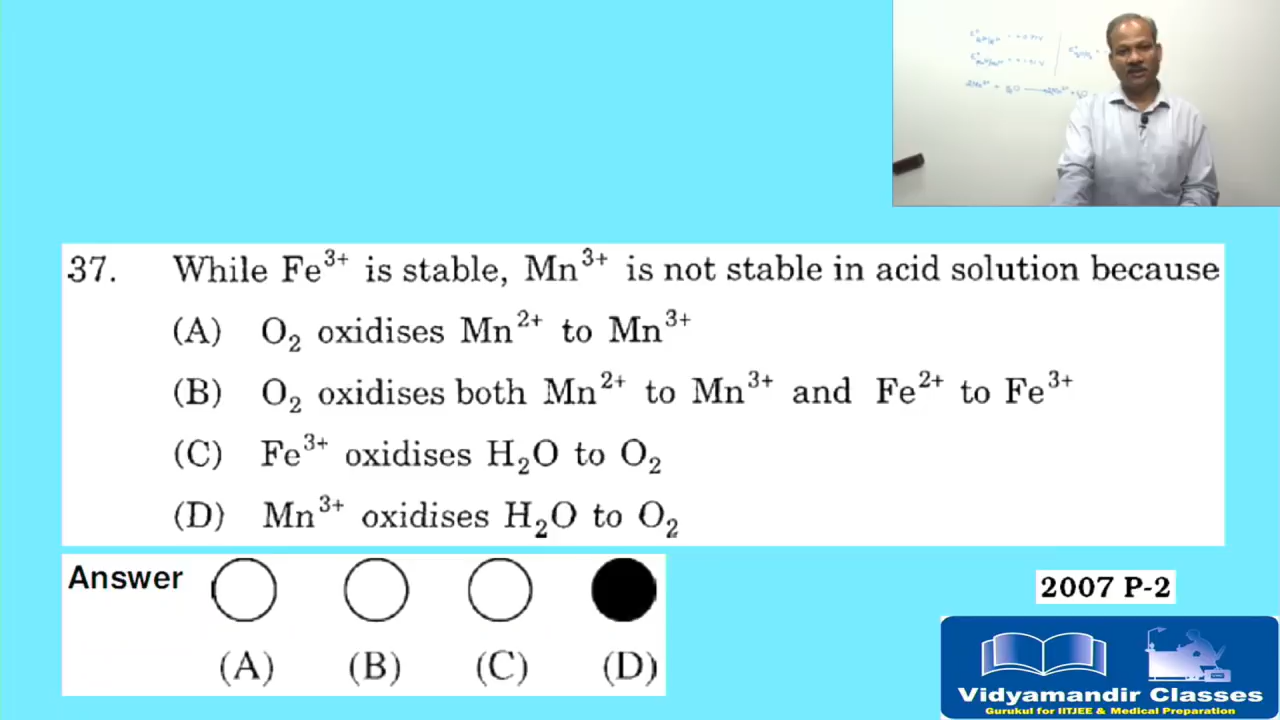 37. While Fe³⁺ is stable, Mn³⁺ is not stable in acid solution because
(A) O₂ oxidises Mn²⁺ to Mn³⁺
(B) O₂ oxidises both Mn²⁺ to Mn³⁺ and Fe²⁺ to Fe³⁺
(C) Fe³⁺ oxidises H₂O to O₂
(D) Mn³⁺ oxidises H₂O to O₂
Answer
(A) (B) (C) (D)
2007 P-2
Vidyamandir Classes
Gurukul for IITJEE & Medical Preparation